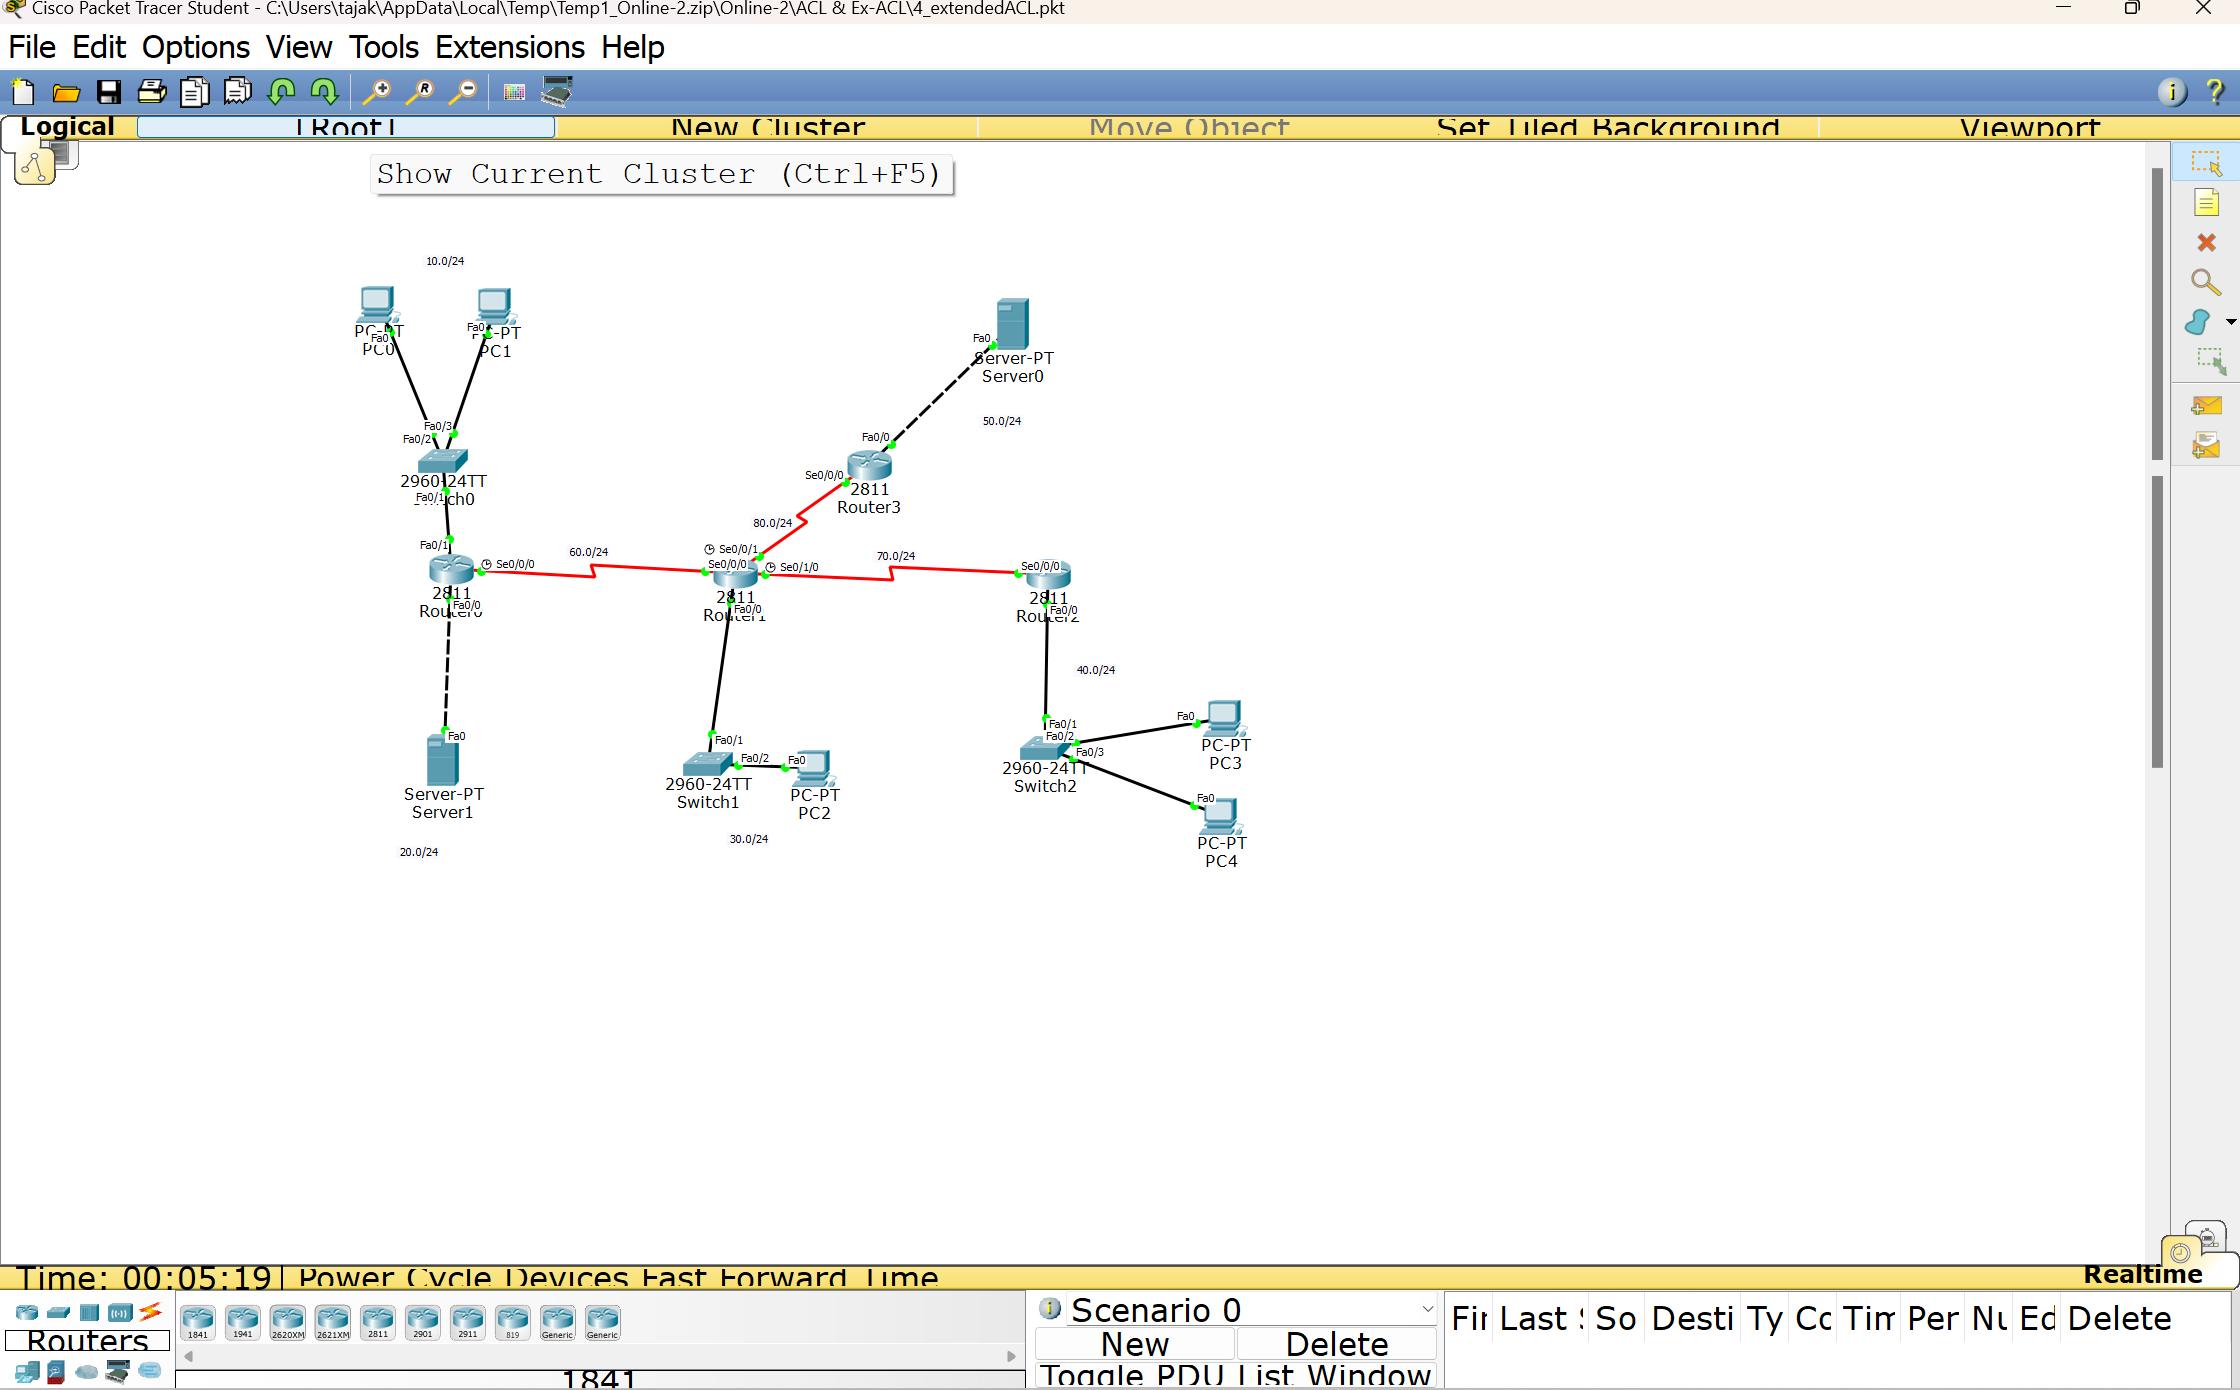 Cisco Packet Tracer Student - C:\Users\tajak\AppData\Local\Temp\Temp1_Online-2.zip\Online-2\ACL & Ex-ACL\4_extendedACL.pkt
File Edit Options View Tools Extensions Help
Logical [Root] New Cluster Move Object Set Tiled Background Viewport
Show Current Cluster (Ctrl+F5)
10.0/24
PC-PT
Fa0
PC0
Fa0
PC-PT
PC1
Fa0
Server-PT
Server0
50.0/24
Fa0/3
Fa0/2
2960-24TT
Fa0/1
Switch0
Fa0/0
Se0/0/0
2811
Router3
80.0/24
Fa0/1
Se0/0/0
2811
Fa0/0
Router0
60.0/24
Se0/0/1
Se0/0/0
Se0/1/0
2811
Fa0/0
Router1
70.0/24
Se0/0/0
2811
Fa0/0
Router2
40.0/24
Fa0
Server-PT
Server1
20.0/24
Fa0/1
Fa0/2
Fa0
2960-24TT
Switch1
PC-PT
PC2
30.0/24
Fa0/1
Fa0/2
Fa0/3
2960-24TT
Switch2
Fa0
PC-PT
PC3
Fa0
PC-PT
PC4
Time: 00:05:19 Power Cycle Devices Fast Forward Time
Realtime
Routers
1841 1941 2620XM 2621XM 2811 2901 2911 819 Generic Generic
1841
Scenario 0
New Delete
Toggle PDU List Window
Fir Last S So Desti Ty Co Tim Per Nu Ed Delete